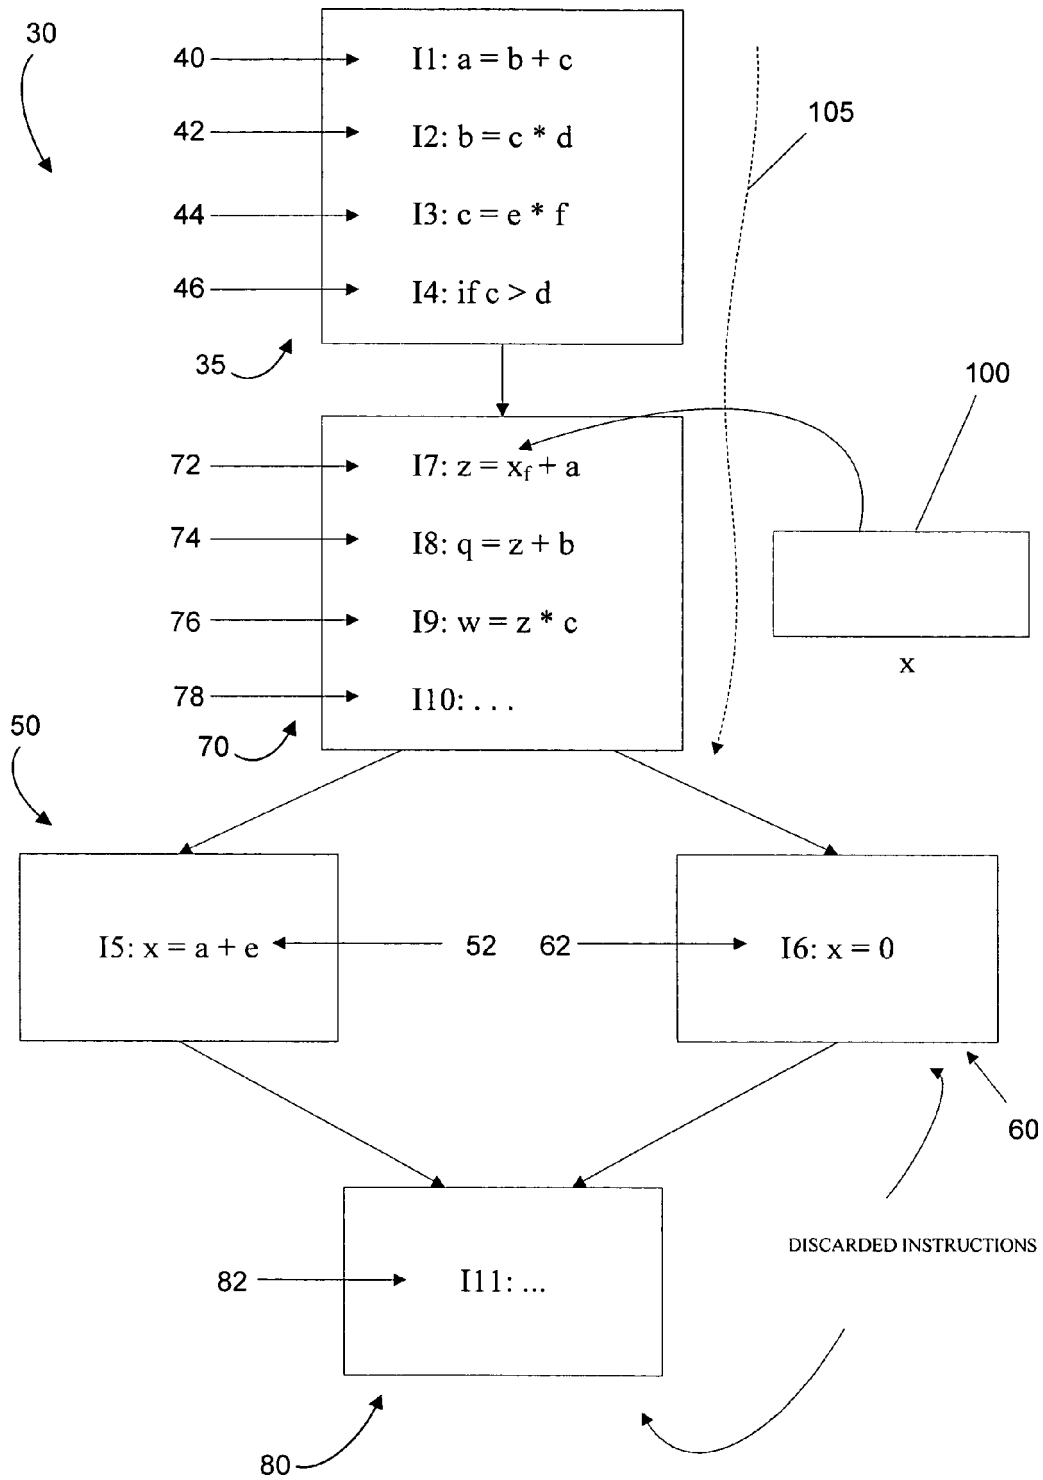 30
40
I1: a = b + c
105
42
I2: b = c * d
44
I3: c = e * f
46
I4: if c > d
35
100
72
I7: z = xf + a
74
I8: q = z + b
76
I9: w = z * c
x
78
I10: . . .
50
70
I5: x = a + e
52
62
I6: x = 0
60
DISCARDED INSTRUCTIONS
82
I11: ...
80